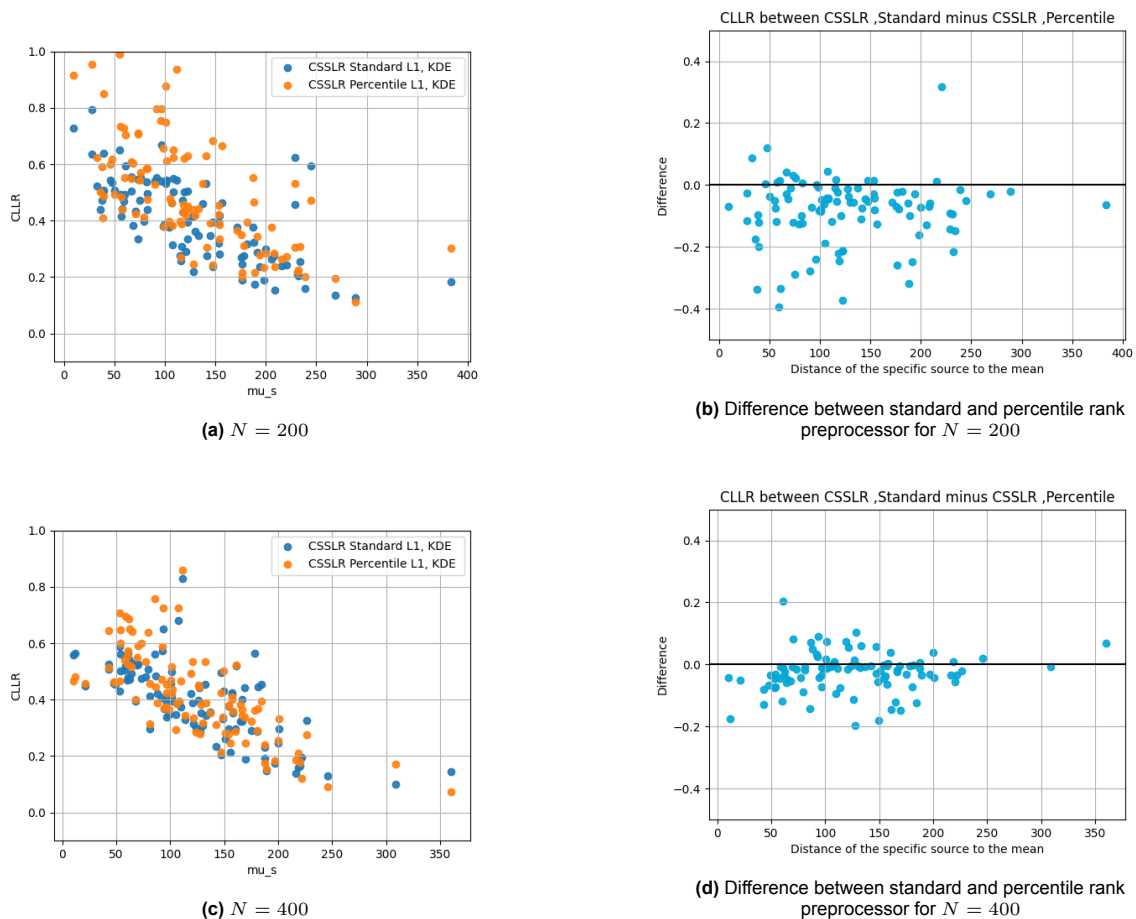 CSSLR Standard L1, KDE
CSSLR Percentile L1, KDE
CLLR
1.0
0.8
0.6
0.4
0.2
0.0
0 50 100 150 200 250 300 350 400
mu_s
(a) N = 200
CLLR between CSSLR ,Standard minus CSSLR ,Percentile
Difference
0.4
0.2
0.0
−0.2
−0.4
0 50 100 150 200 250 300 350 400
Distance of the specific source to the mean
(b) Difference between standard and percentile rank
preprocessor for N = 200
CSSLR Standard L1, KDE
CSSLR Percentile L1, KDE
CLLR
1.0
0.8
0.6
0.4
0.2
0.0
0 50 100 150 200 250 300 350
mu_s
(c) N = 400
CLLR between CSSLR ,Standard minus CSSLR ,Percentile
Difference
0.4
0.2
0.0
−0.2
−0.4
0 50 100 150 200 250 300 350
Distance of the specific source to the mean
(d) Difference between standard and percentile rank
preprocessor for N = 400